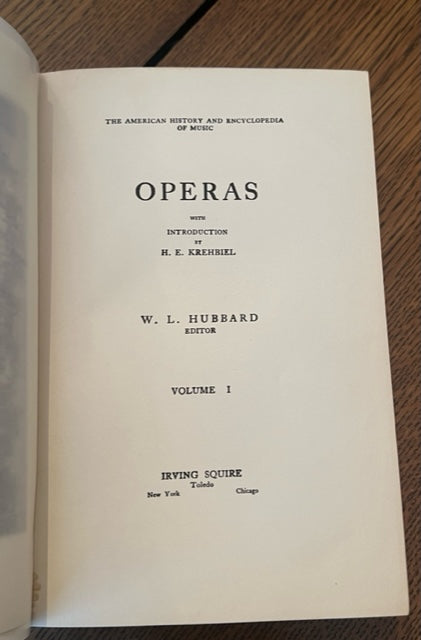 THE AMERICAN HISTORY AND ENCYCLOPEDIA
OF MUSIC
OPERAS
WITH
INTRODUCTION
BY
H. E. KREHBIEL
W. L. HUBBARD
EDITOR
VOLUME I
IRVING SQUIRE
Toledo
New York Chicago